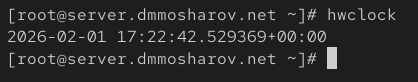 [root@server.dmmosharov.net ~]# hwclock
2026-02-01 17:22:42.529369+00:00
[root@server.dmmosharov.net ~]#